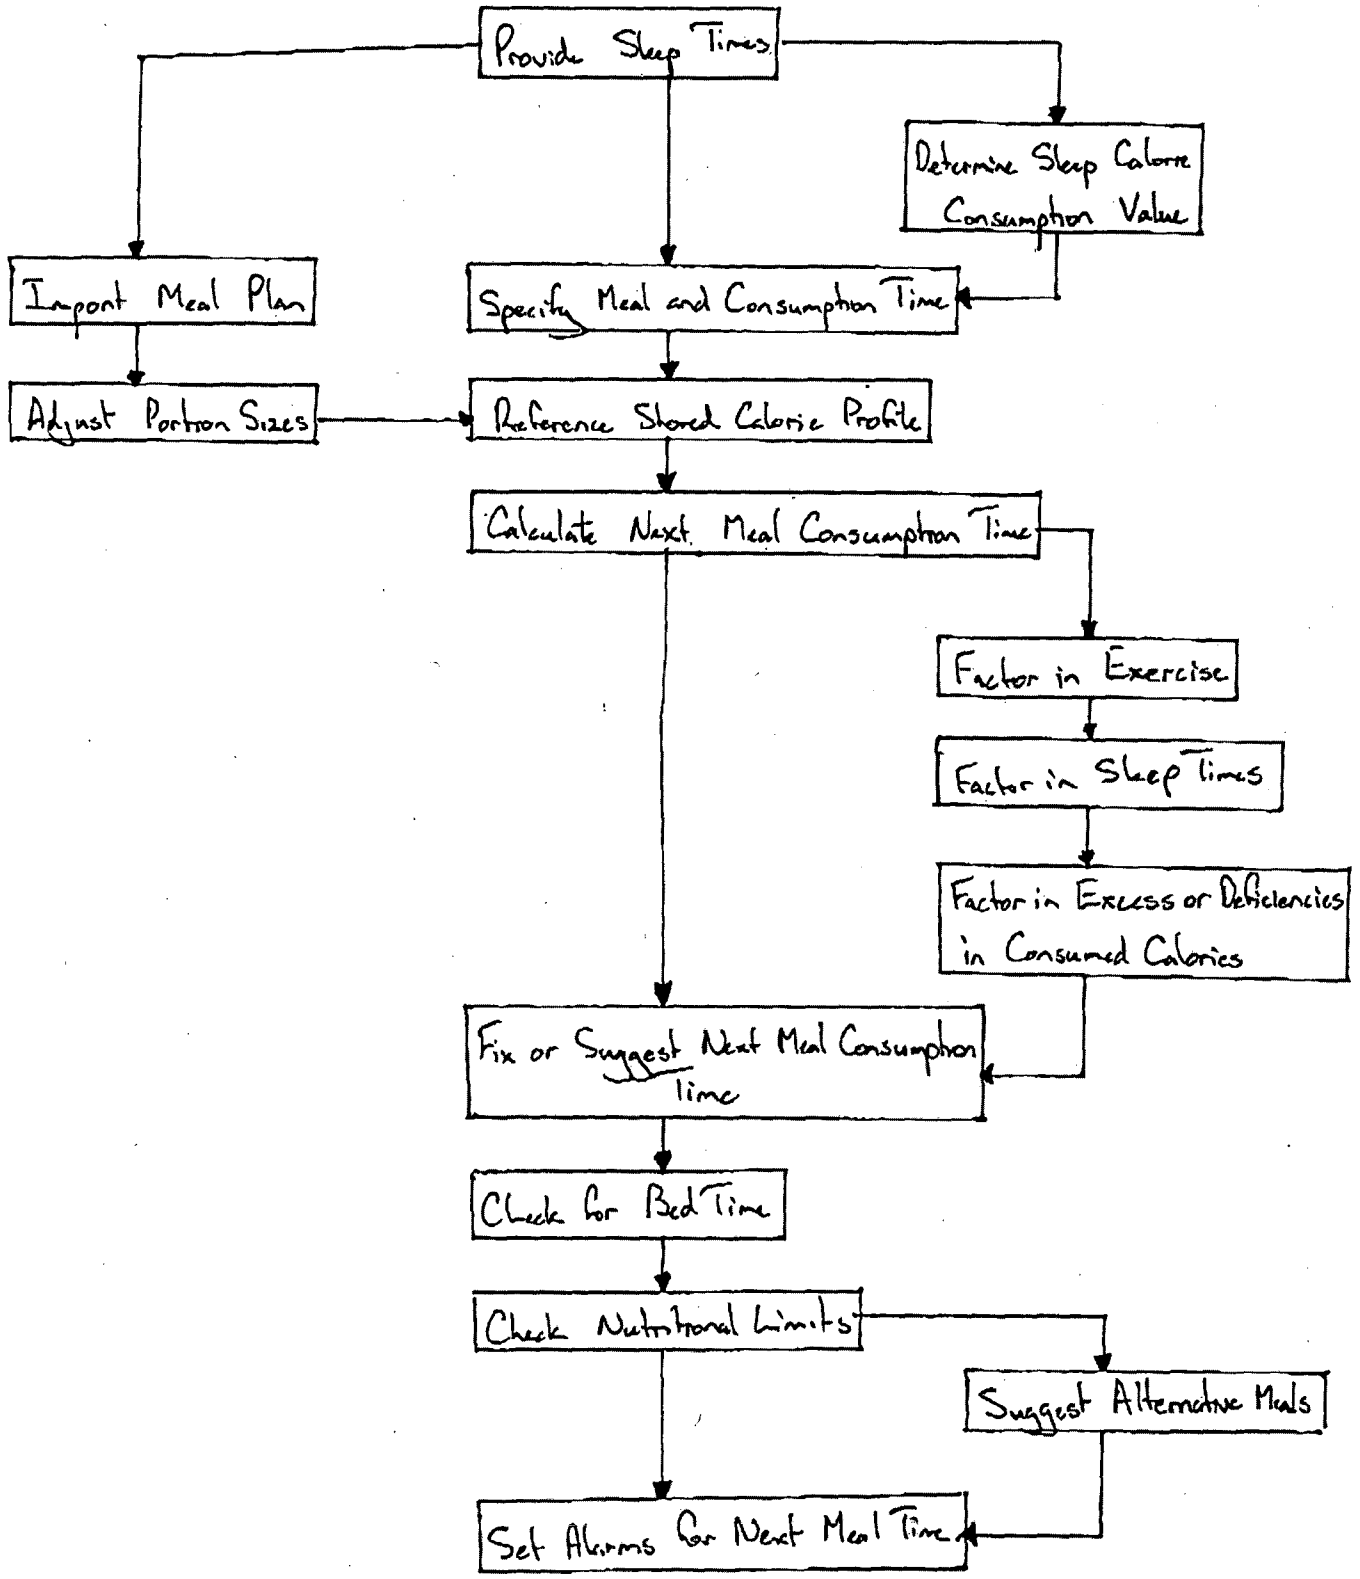 Provide Sleep Times
Determine Sleep Calorie
Consumption Value
Import Meal Plan
Specify Meal and Consumption Time
Adjust Portion Sizes
Reference Stored Calorie Profile
Calculate Next Meal Consumption Time
Factor in Exercise
Factor in Sleep Times
Factor in Excess or Deficiencies
in Consumed Calories
Fix or Suggest Next Meal Consumption
Time
Check for Bed Time
Check Nutritional Limits
Suggest Alternative Meals
Set Alarms for Next Meal Time